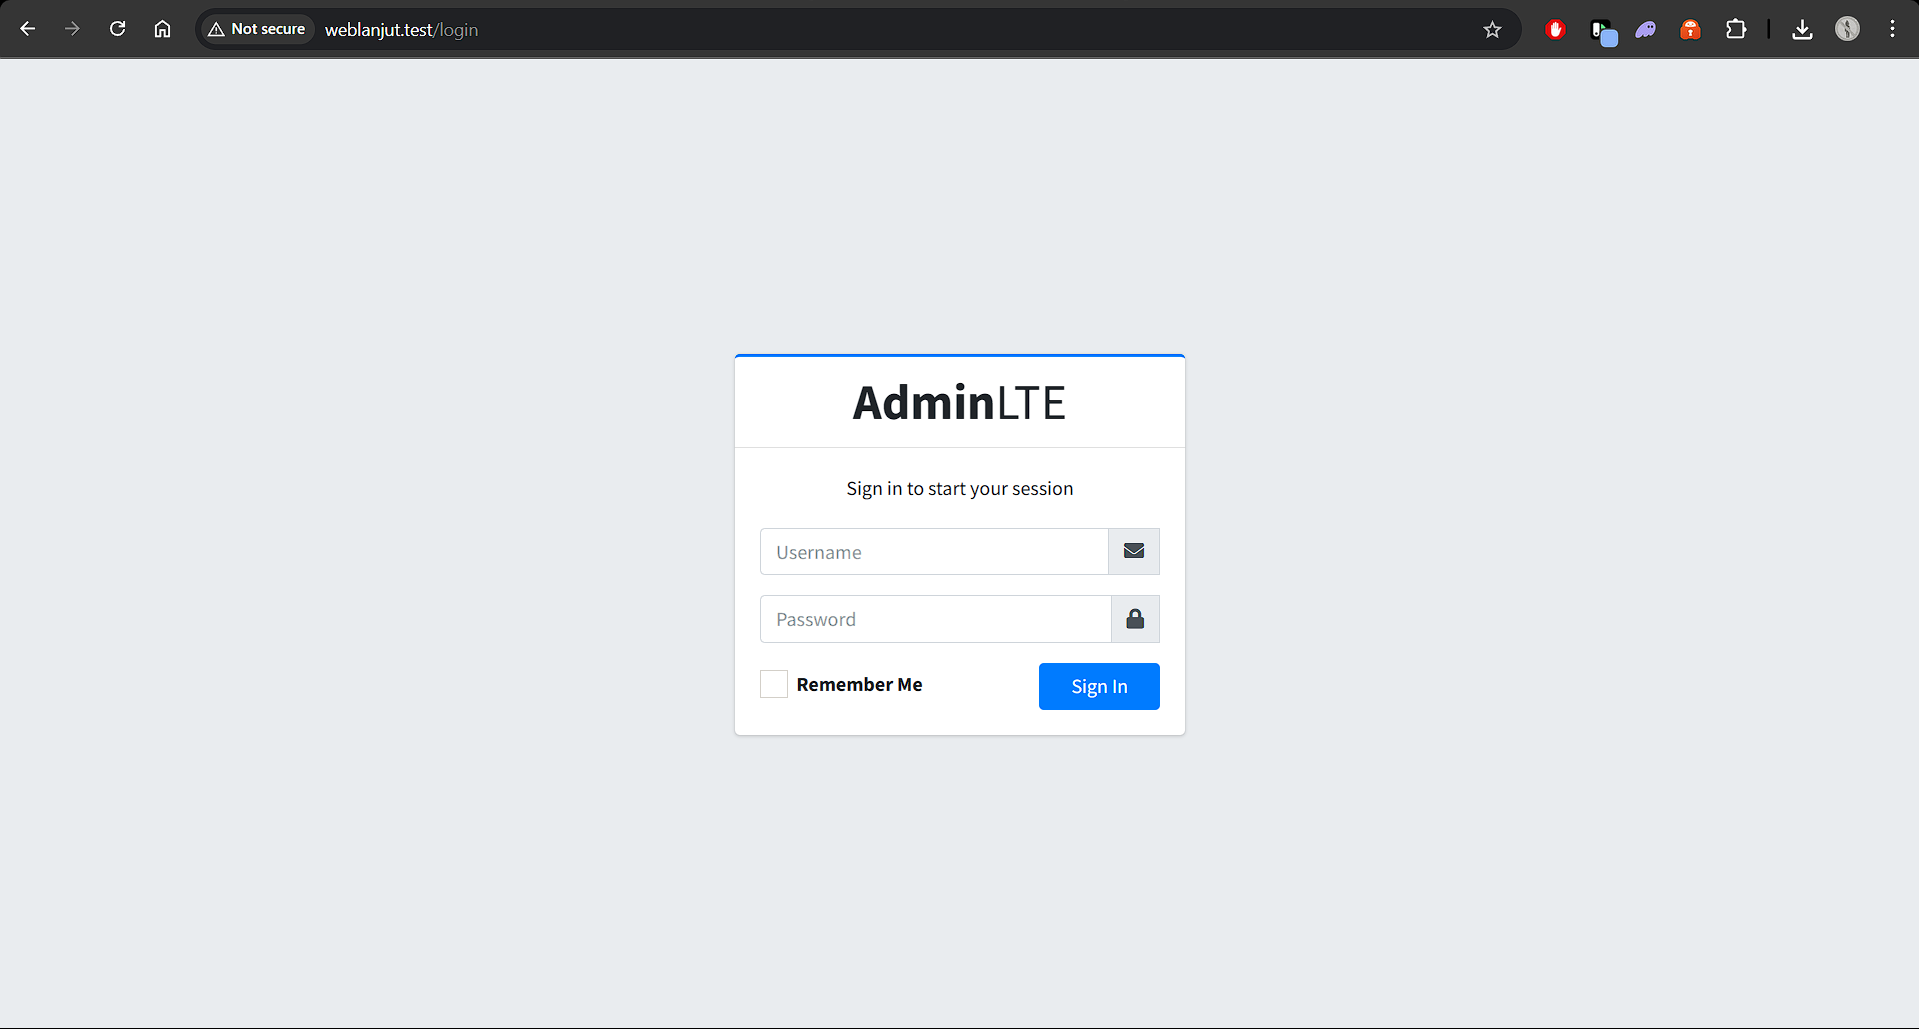 Not secure weblanjut.test/login
AdminLTE
Sign in to start your session
Username
Password
Remember Me Sign In